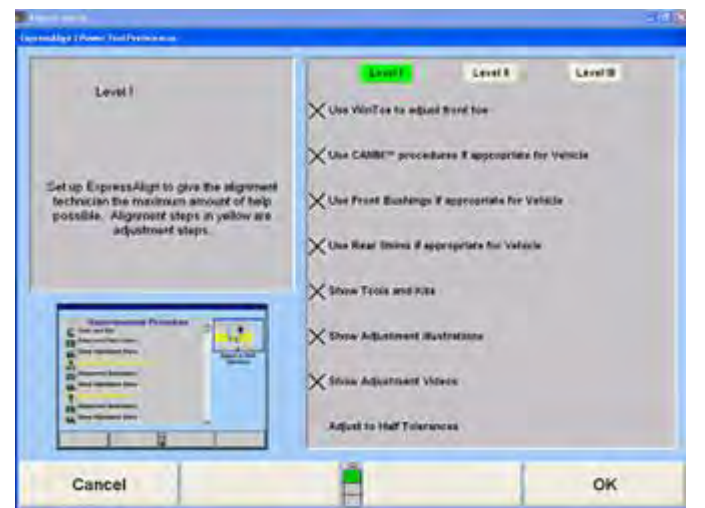 ExpressAlign I Power Tool Preferences
Level I
Set up ExpressAlign to give the alignment
technician the maximum amount of help
possible. Alignment steps in yellow are
adjustment steps.
Level I
Level II
Level III
Use WinToe to adjust front toe
Use CAMM™ procedures if appropriate for Vehicle
Use Front Bushings if appropriate for Vehicle
Use Rear Shims if appropriate for Vehicle
Show Tools and Kits
Show Adjustment Illustrations
Show Adjustment Videos
Adjust to Half Tolerances
Cancel
OK